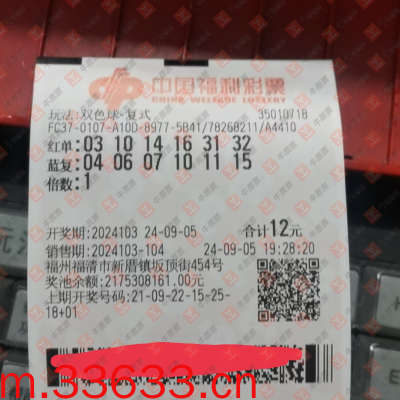 中国福利彩票
CHINA WELFARE LOTTERY
玩法:双色球-复式 35010718
FC37-0107-A10D-8977-5B41/78268211/A4410
红单:03 10 14 16 31 32
蓝复:04 06 07 10 11 15
倍数:1
开奖期:2024103 24-09-05 合计12元
销售期:2024103-104 24-09-05 19:28:20
福州福清市新厝镇坂顶街454号
奖池余额:2175308161.00元
上期开奖号码:21-09-22-15-25-
18+01
m.33633.cn